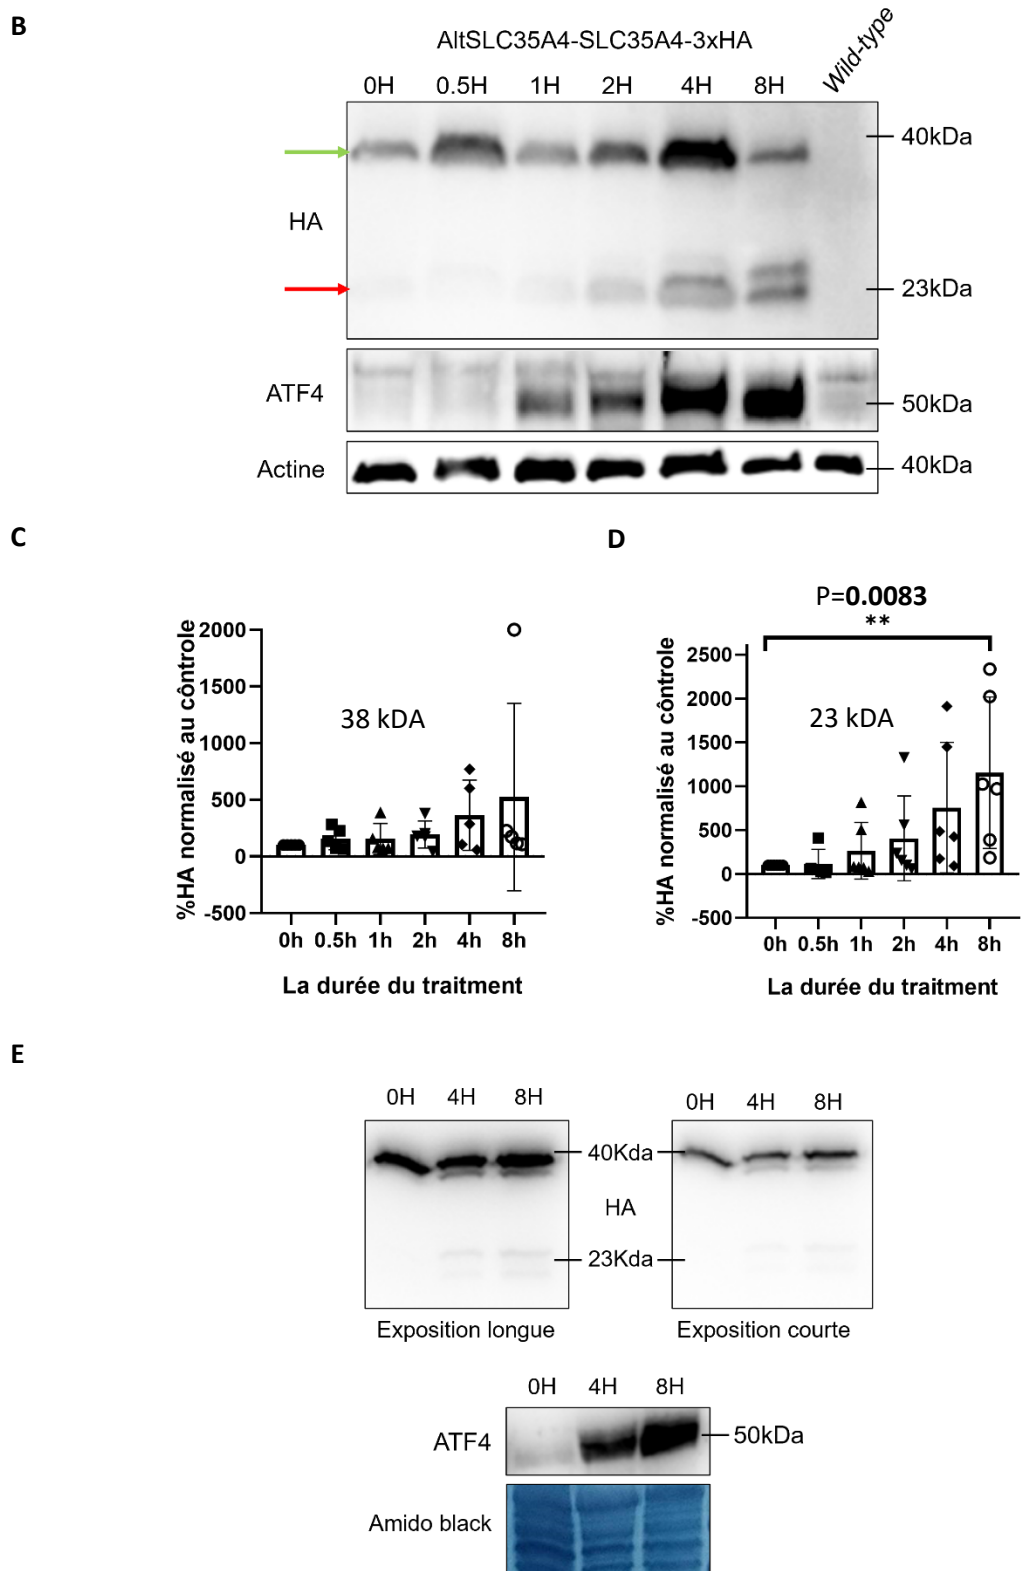 B
AltSLC35A4-SLC35A4-3xHA
0H 0.5H 1H 2H 4H 8H Wild-type
40kDa
HA
23kDa
ATF4
50kDa
Actine
40kDa
C
D
P=0.0083
**
%HA normalisé au côntrole
2000
1500
1000
500
0
-500
38 kDA
0h 0.5h 1h 2h 4h 8h
La durée du traitment
%HA normalisé au côntrole
2500
2000
1500
1000
500
0
-500
23 kDA
0h 0.5h 1h 2h 4h 8h
La durée du traitment
E
0H 4H 8H
0H 4H 8H
40Kda
HA
23Kda
Exposition longue
Exposition courte
0H 4H 8H
ATF4
50kDa
Amido black